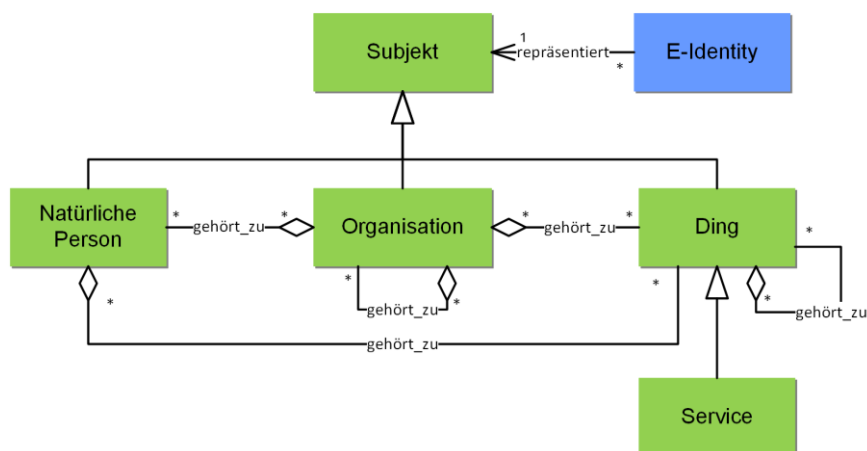 Subjekt
1
repräsentiert
*
E-Identity
Natürliche
Person
*
gehört_zu
*
Organisation
*
gehört_zu
*
Ding
*
*
*
gehört_zu
*
*
*
gehört_zu
gehört_zu
Service